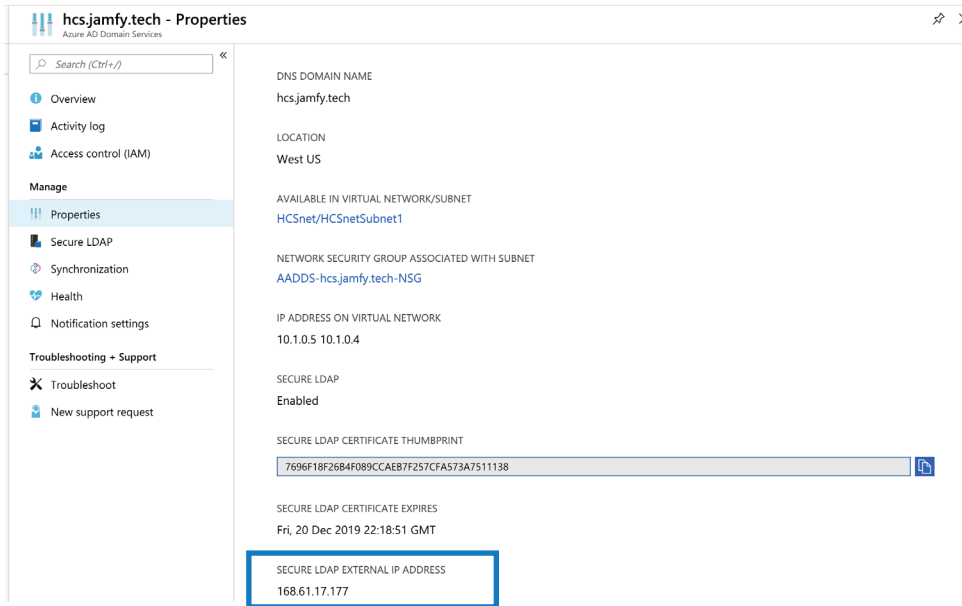 hcs.jamfy.tech - Properties
Azure AD Domain Services
Search (Ctrl+/)
Overview
Activity log
Access control (IAM)
Manage
Properties
Secure LDAP
Synchronization
Health
Notification settings
Troubleshooting + Support
Troubleshoot
New support request
DNS DOMAIN NAME
hcs.jamfy.tech
LOCATION
West US
AVAILABLE IN VIRTUAL NETWORK/SUBNET
HCSnet/HCSnetSubnet1
NETWORK SECURITY GROUP ASSOCIATED WITH SUBNET
AADDS-hcs.jamfy.tech-NSG
IP ADDRESS ON VIRTUAL NETWORK
10.1.0.5 10.1.0.4
SECURE LDAP
Enabled
SECURE LDAP CERTIFICATE THUMBPRINT
7696F18F26B4F089CCAEB7F257CFA573A7511138
SECURE LDAP CERTIFICATE EXPIRES
Fri, 20 Dec 2019 22:18:51 GMT
SECURE LDAP EXTERNAL IP ADDRESS
168.61.17.177